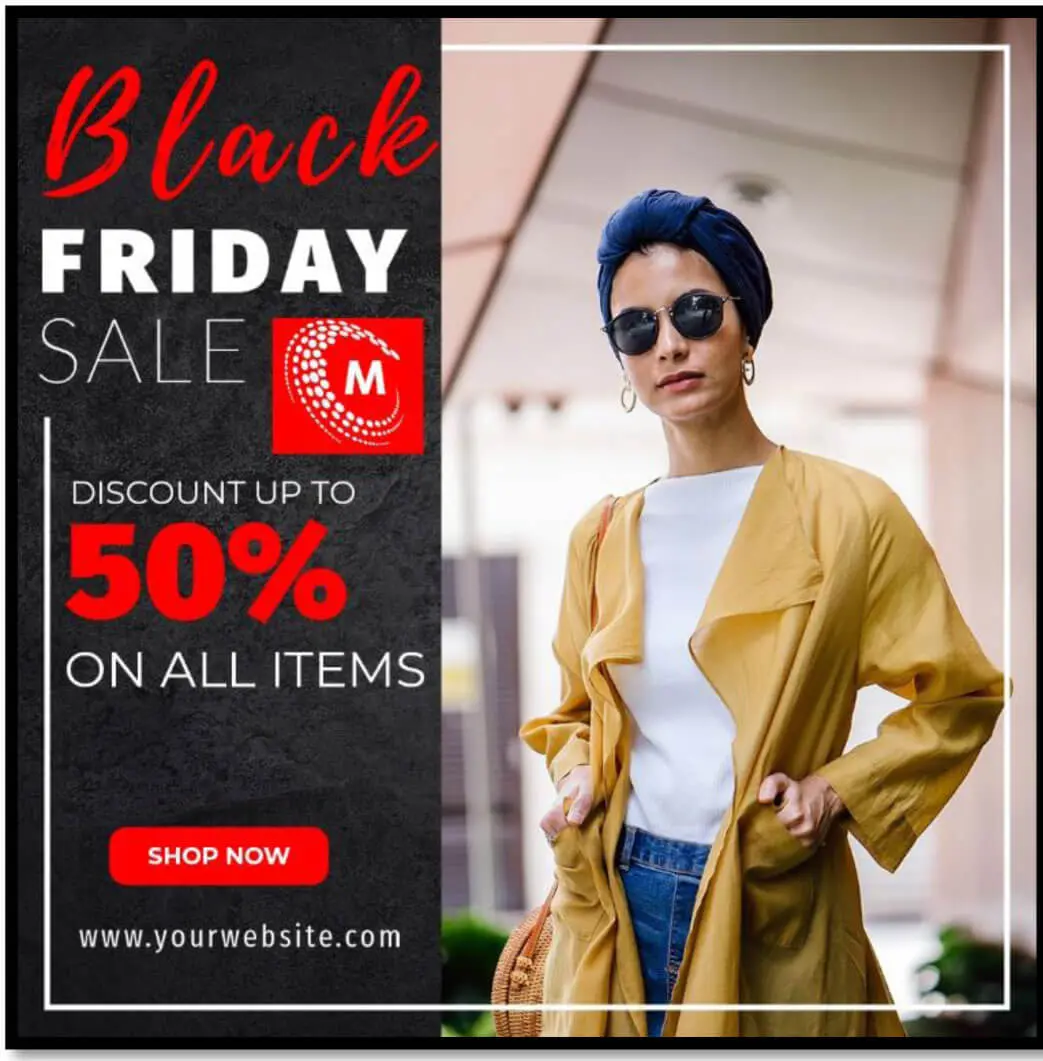 Black
FRIDAY
SALE
M
DISCOUNT UP TO
50%
ON ALL ITEMS
SHOP NOW
www.yourwebsite.com